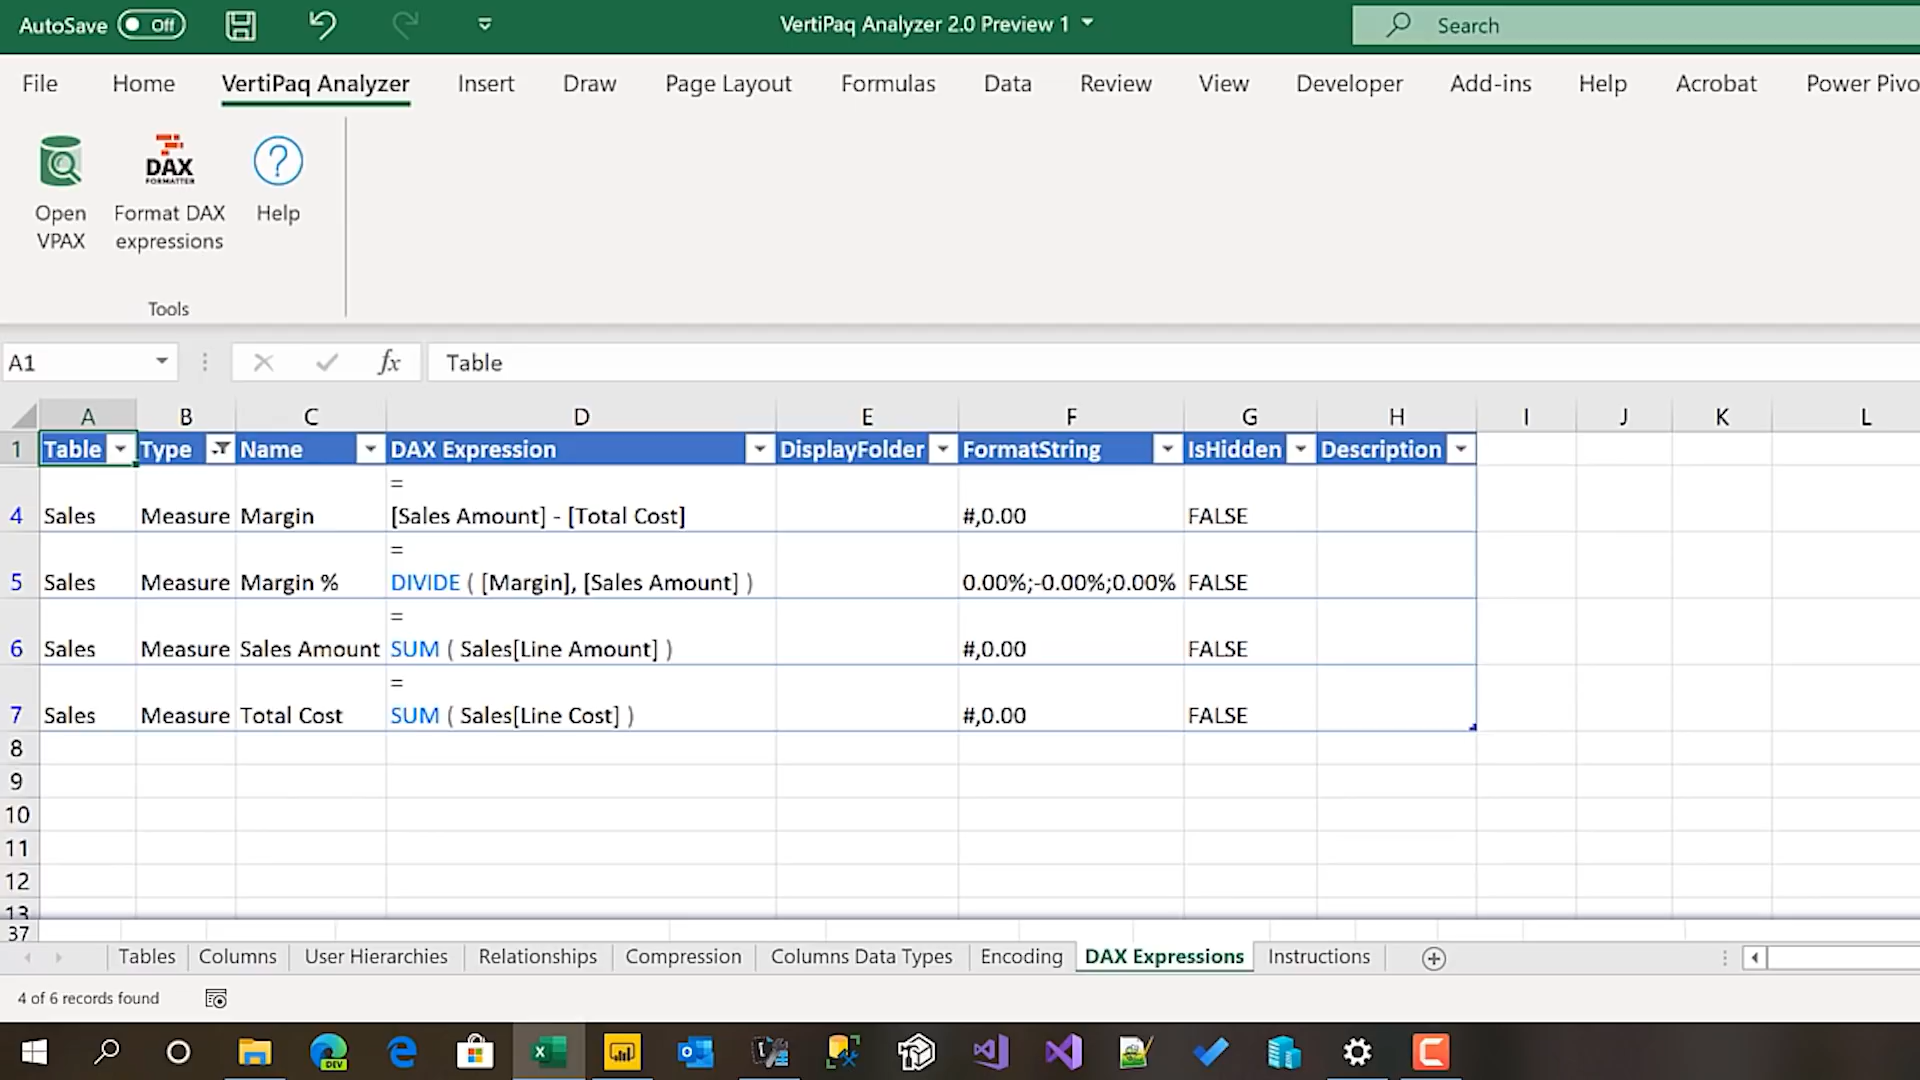 AutoSave Off VertiPaq Analyzer 2.0 Preview 1 Search
File Home VertiPaq Analyzer Insert Draw Page Layout Formulas Data Review View Developer Add-ins Help Acrobat Power Pivo
DAX
FORMATTER
Open VPAX
Format DAX expressions
Help
Tools
A1 fx Table
A B C D E F G H I J K L
1 Table Type Name DAX Expression DisplayFolder FormatString IsHidden Description
=
4 Sales Measure Margin [Sales Amount] - [Total Cost] #,0.00 FALSE
=
5 Sales Measure Margin % DIVIDE ( [Margin], [Sales Amount] ) 0.00%;-0.00%;0.00% FALSE
=
6 Sales Measure Sales Amount SUM ( Sales[Line Amount] ) #,0.00 FALSE
=
7 Sales Measure Total Cost SUM ( Sales[Line Cost] ) #,0.00 FALSE
8
9
10
11
12
13
37
Tables Columns User Hierarchies Relationships Compression Columns Data Types Encoding DAX Expressions Instructions
4 of 6 records found
DEV